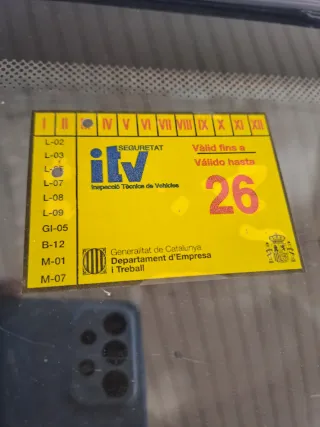 I II IV V VI VII VIII IX X XI XII
L-02
L-03
L-07
L-08
L-09
GI-05
B-12
M-01
M-07
SEGURETAT
itv
Inspecció Tècnica de Vehicles
Vàlid fins a
Válido hasta
26
Generalitat de Catalunya
Departament d'Empresa
i Treball